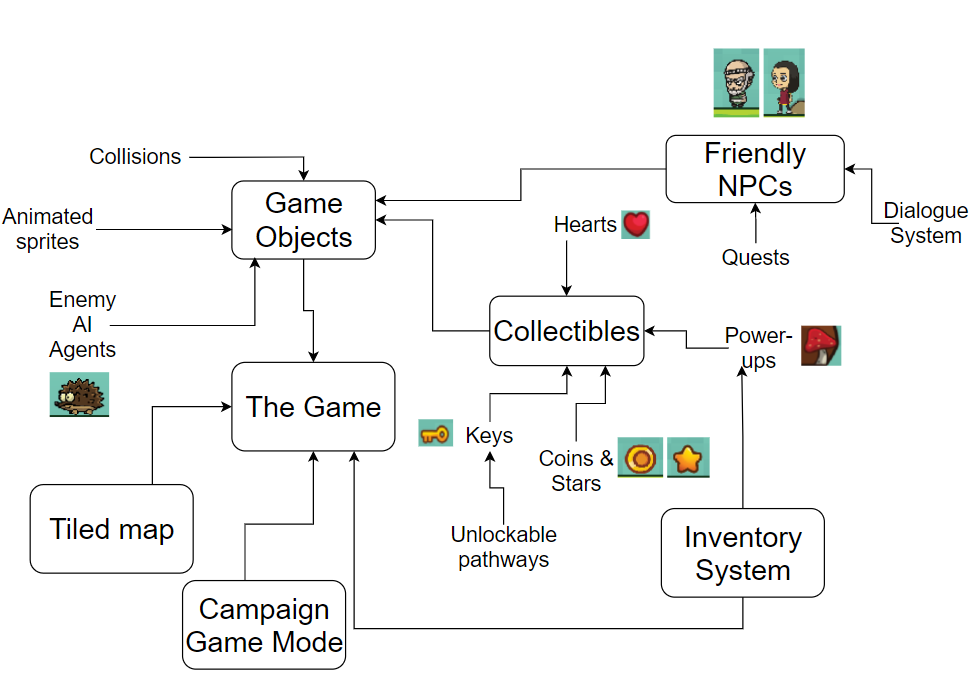 Friendly
NPCs
Collisions
Game
Objects
Animated
sprites
Hearts
Dialogue
System
Quests
Enemy
AI
Agents
Collectibles
Power-
ups
The Game
Keys
Coins &
Stars
Tiled map
Unlockable
pathways
Inventory
System
Campaign
Game Mode